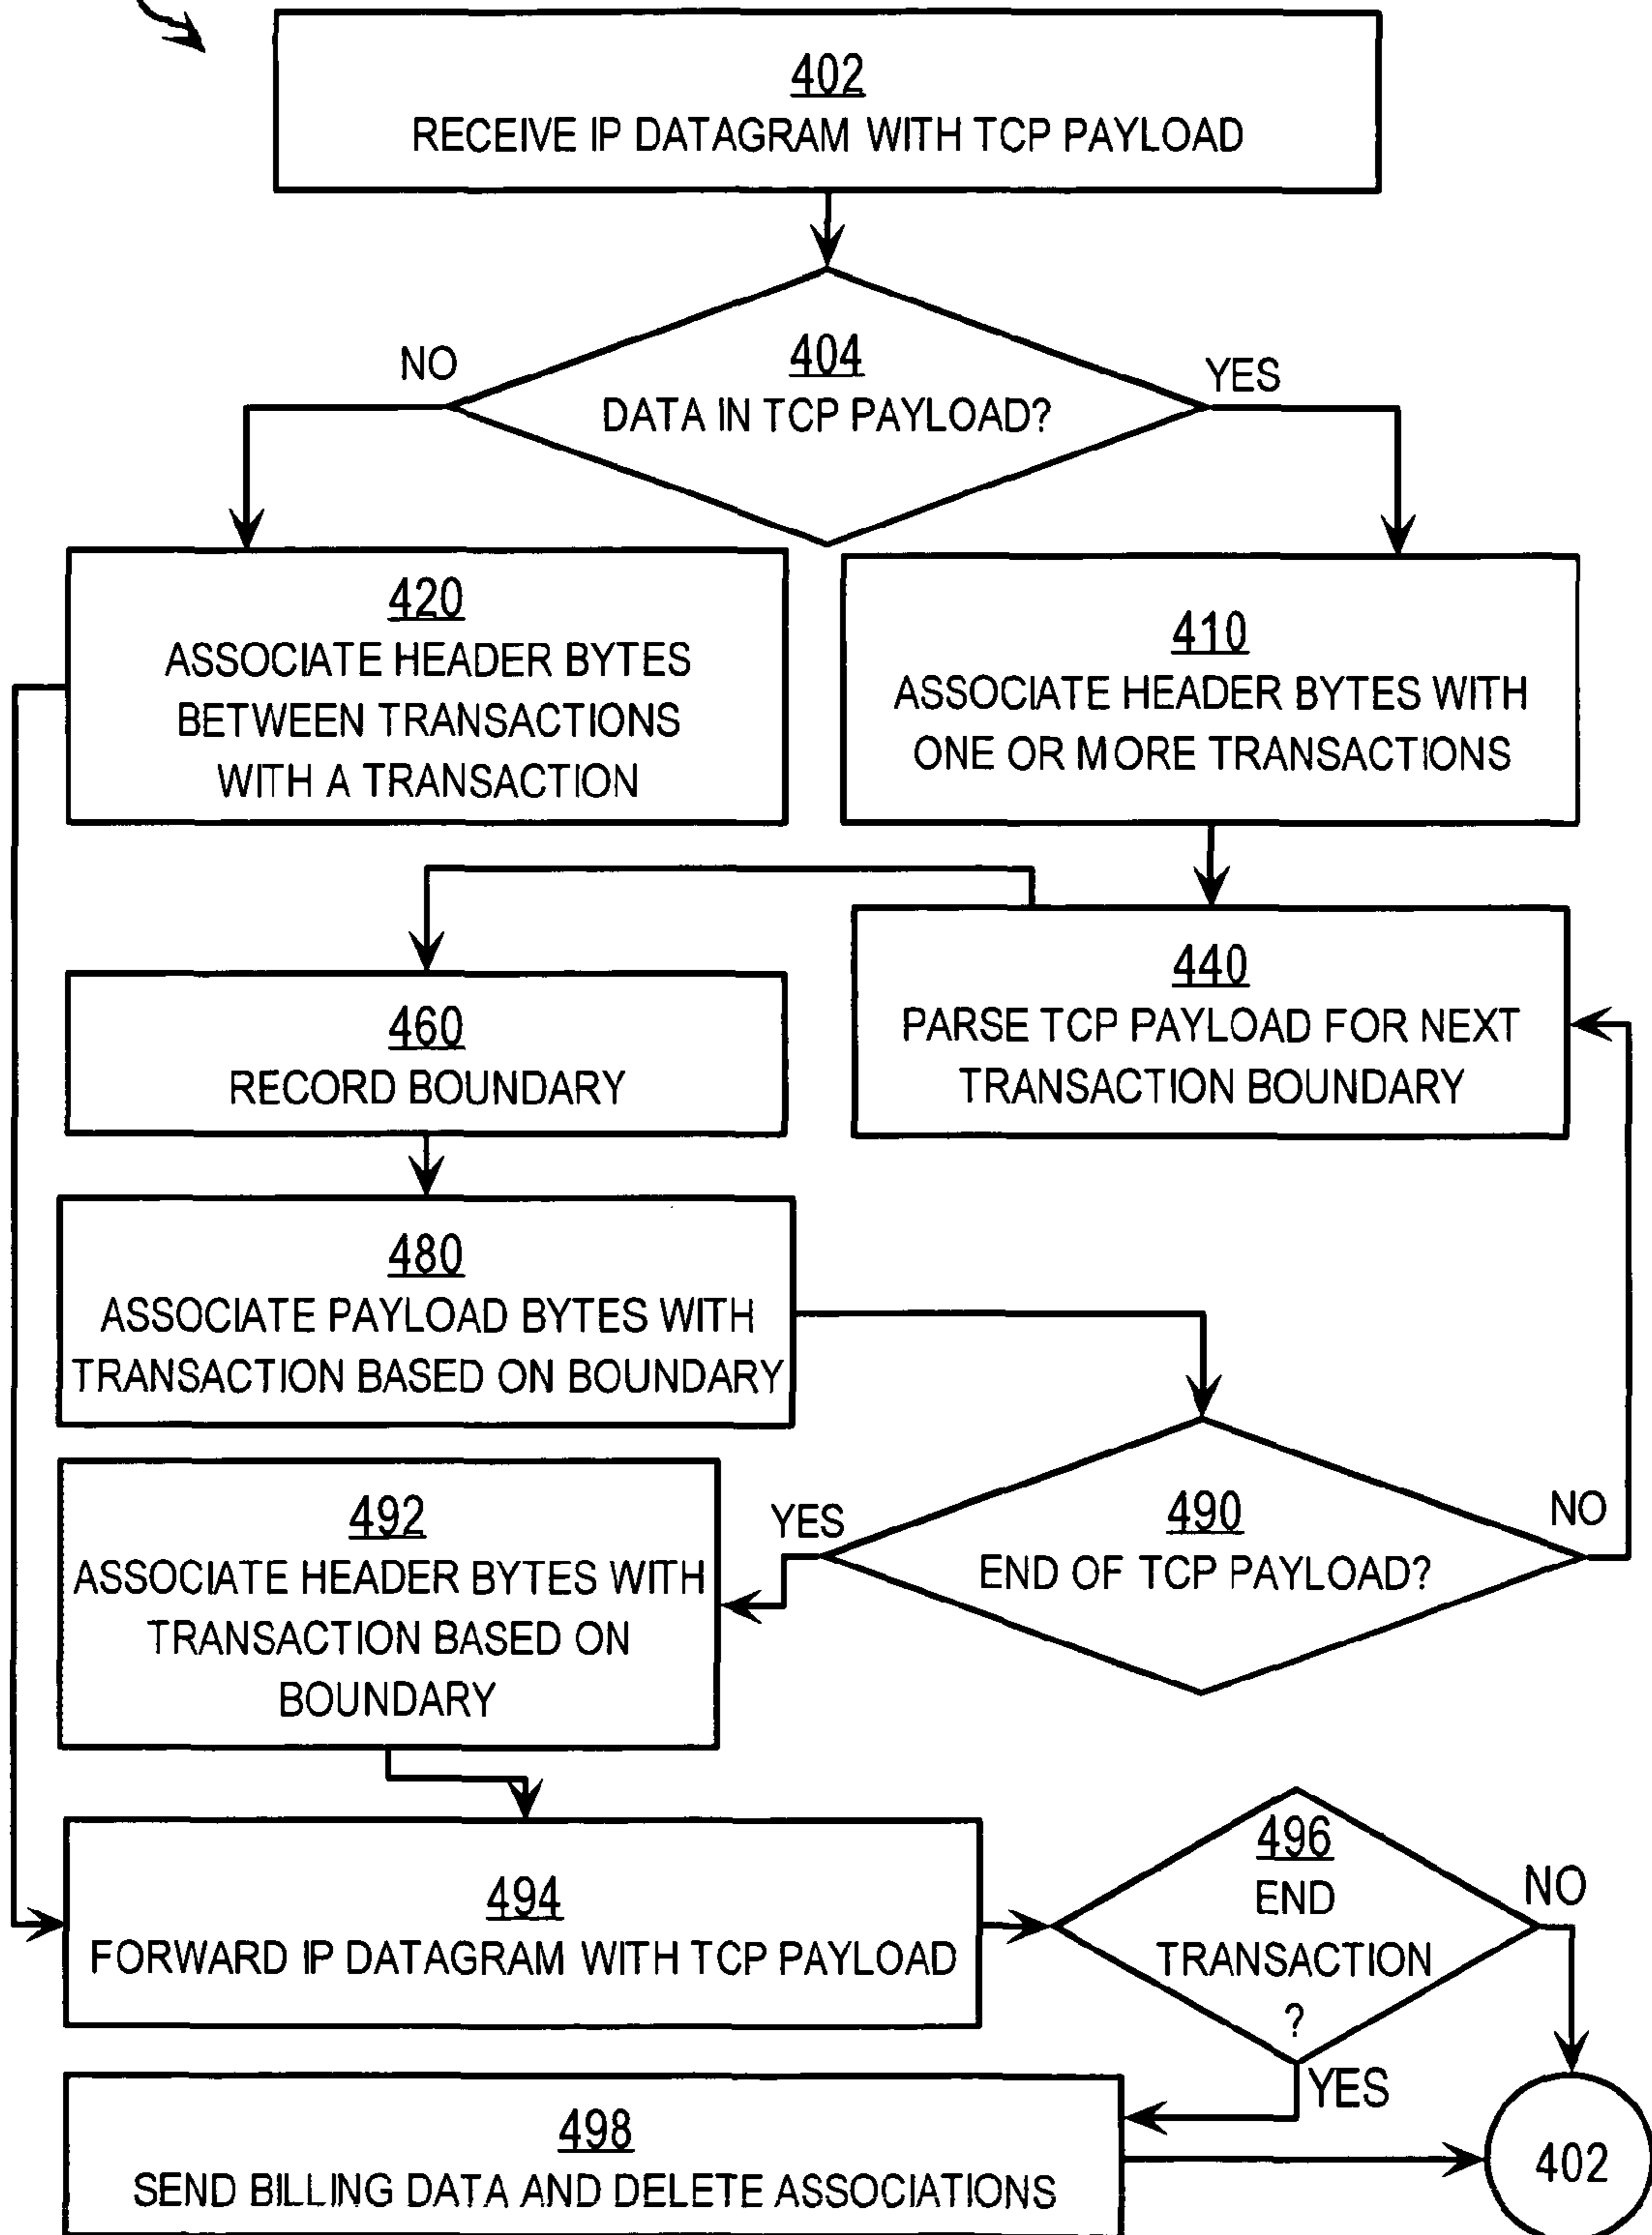 402
RECEIVE IP DATAGRAM WITH TCP PAYLOAD
404
DATA IN TCP PAYLOAD?
NO
YES
420
ASSOCIATE HEADER BYTES
BETWEEN TRANSACTIONS
WITH A TRANSACTION
410
ASSOCIATE HEADER BYTES WITH
ONE OR MORE TRANSACTIONS
440
PARSE TCP PAYLOAD FOR NEXT
TRANSACTION BOUNDARY
460
RECORD BOUNDARY
480
ASSOCIATE PAYLOAD BYTES WITH
TRANSACTION BASED ON BOUNDARY
490
END OF TCP PAYLOAD?
YES
NO
492
ASSOCIATE HEADER BYTES WITH
TRANSACTION BASED ON
BOUNDARY
494
FORWARD IP DATAGRAM WITH TCP PAYLOAD
496
END
TRANSACTION
?
NO
YES
498
SEND BILLING DATA AND DELETE ASSOCIATIONS
402